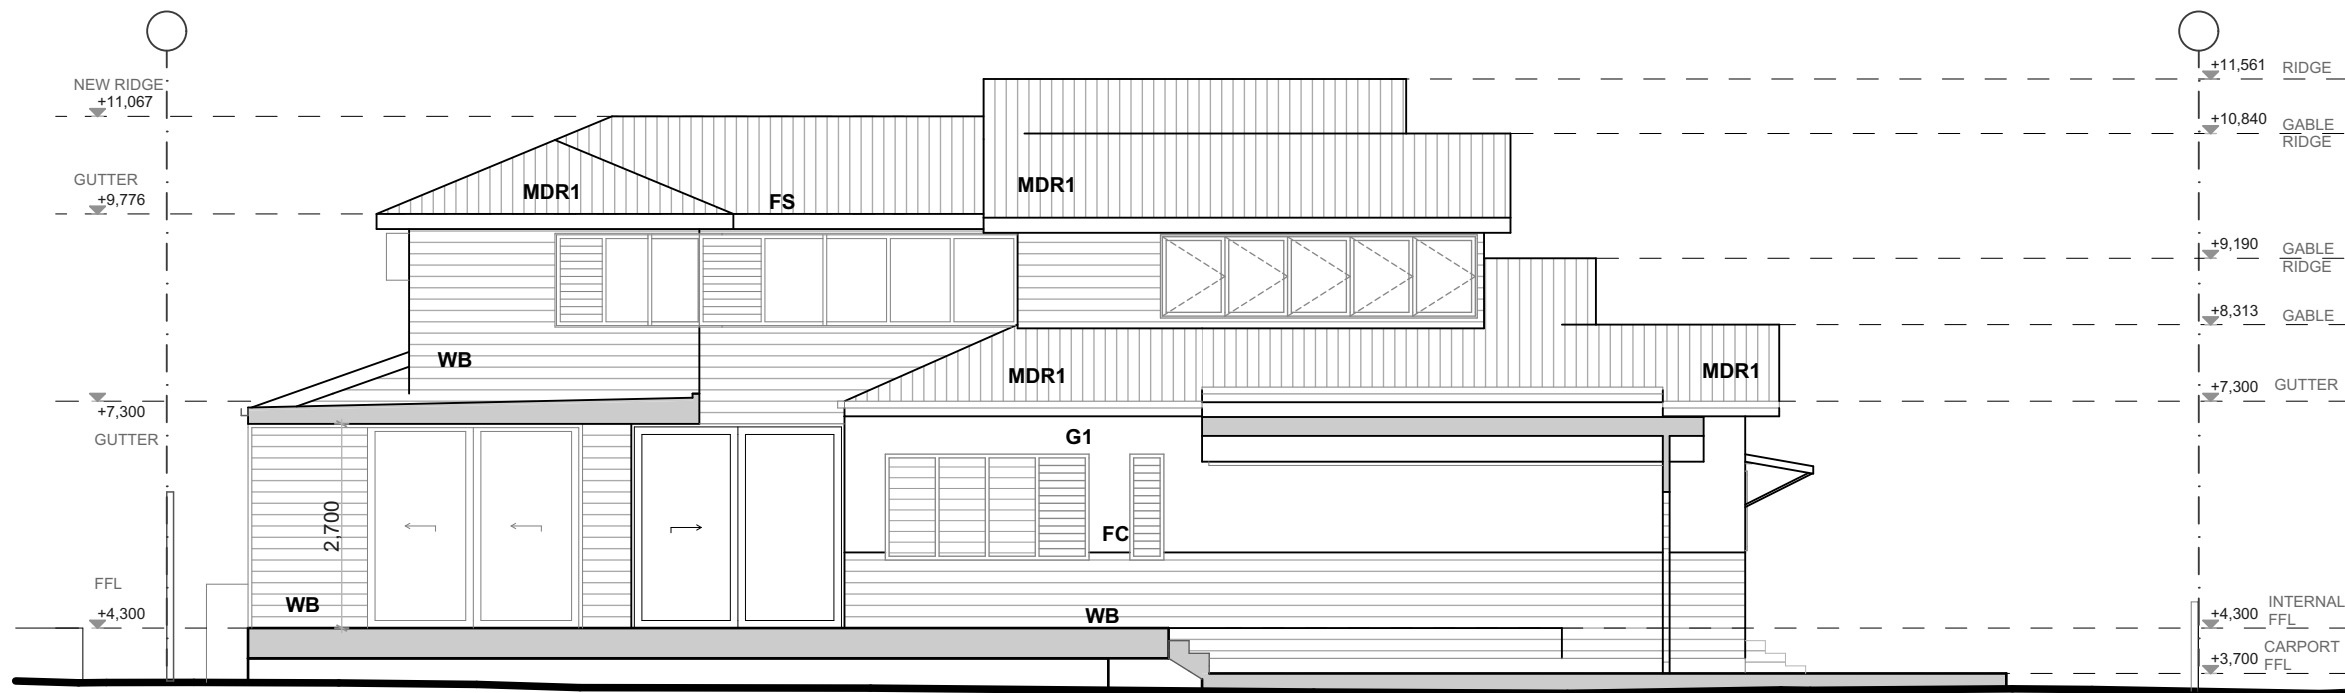 NEW RIDGE
+11,067
GUTTER
+9,776
+7,300
GUTTER
FFL
+4,300
2,700
MDR1
FS
MDR1
WB
MDR1
MDR1
G1
FC
WB
WB
+11,561 RIDGE
+10,840 GABLE
RIDGE
+9,190 GABLE
RIDGE
+8,313 GABLE
+7,300 GUTTER
INTERNAL
+4,300 FFL
CARPORT
+3,700 FFL